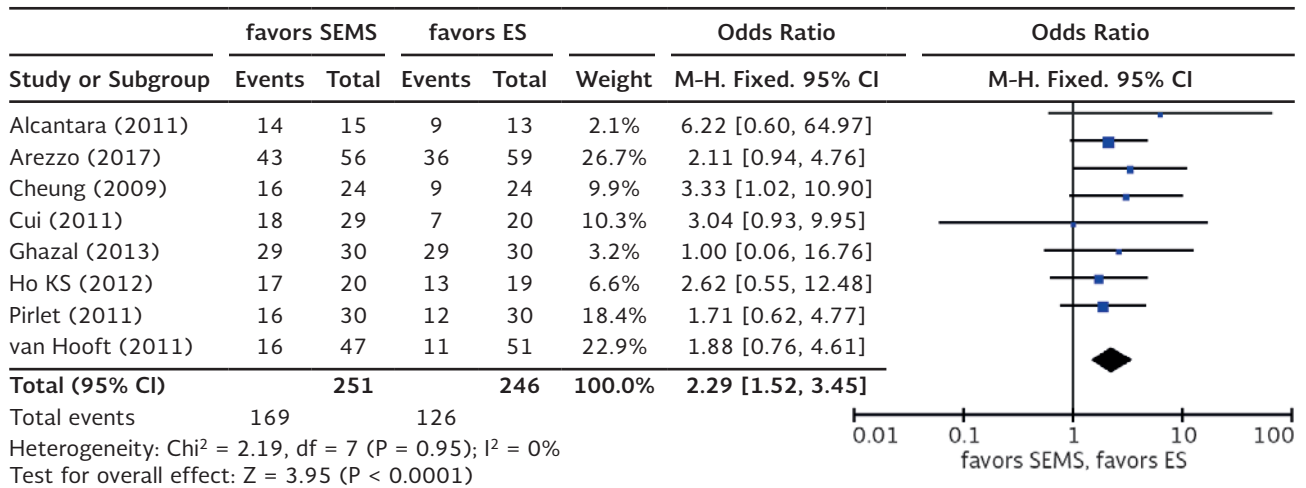 favors SEMS favors ES Odds Ratio Odds Ratio
Study or Subgroup Events Total Events Total Weight M-H. Fixed. 95% CI M-H. Fixed. 95% CI
Alcantara (2011) 14 15 9 13 2.1% 6.22 [0.60, 64.97]
Arezzo (2017) 43 56 36 59 26.7% 2.11 [0.94, 4.76]
Cheung (2009) 16 24 9 24 9.9% 3.33 [1.02, 10.90]
Cui (2011) 18 29 7 20 10.3% 3.04 [0.93, 9.95]
Ghazal (2013) 29 30 29 30 3.2% 1.00 [0.06, 16.76]
Ho KS (2012) 17 20 13 19 6.6% 2.62 [0.55, 12.48]
Pirlet (2011) 16 30 12 30 18.4% 1.71 [0.62, 4.77]
van Hooft (2011) 16 47 11 51 22.9% 1.88 [0.76, 4.61]
Total (95% CI) 251 246 100.0% 2.29 [1.52, 3.45]
Total events 169 126
Heterogeneity: Chi² = 2.19, df = 7 (P = 0.95); I² = 0%
Test for overall effect: Z = 3.95 (P < 0.0001)
0.01 0.1 1 10 100
favors SEMS, favors ES